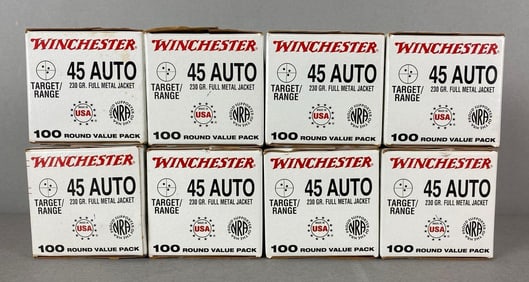 WINCHESTER
45 AUTO
230 GR. FULL METAL JACKET
TARGET/
RANGE
USA
NRA
100 ROUND VALUE PACK
WINCHESTER
45 AUTO
230 GR. FULL METAL JACKET
TARGET/
RANGE
USA
NRA
100 ROUND VALUE PACK
WINCHESTER
45 AUTO
230 GR. FULL METAL JACKET
TARGET/
RANGE
USA
NRA
100 ROUND VALUE PACK
WINCHESTER
45 AUTO
230 GR. FULL METAL JACKET
TARGET/
RANGE
USA
NRA
100 ROUND VALUE PACK
WINCHESTER
45 AUTO
230 GR. FULL METAL JACKET
TARGET/
RANGE
USA
NRA
100 ROUND VALUE PACK
WINCHESTER
45 AUTO
230 GR. FULL METAL JACKET
TARGET/
RANGE
USA
NRA
100 ROUND VALUE PACK
WINCHESTER
45 AUTO
230 GR. FULL METAL JACKET
TARGET/
RANGE
USA
NRA
100 ROUND VALUE PACK
WINCHESTER
45 AUTO
230 GR. FULL METAL JACKET
TARGET/
RANGE
USA
NRA
100 ROUND VALUE PACK